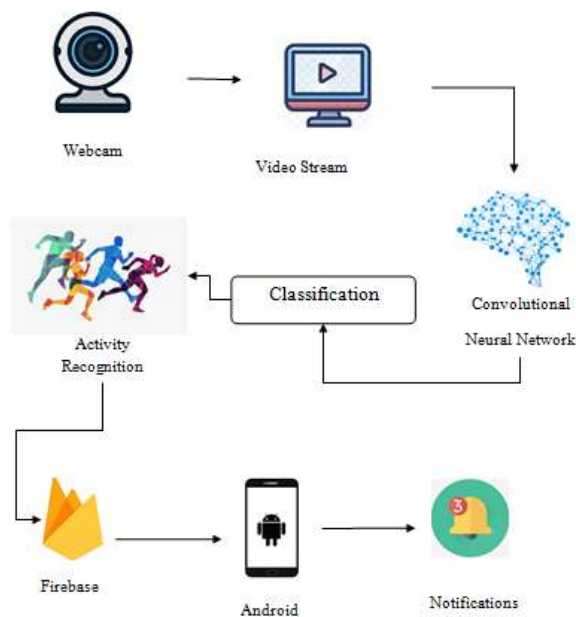 Webcam
Video Stream
Convolutional
Neural Network
Classification
Activity
Recognition
Firebase
Android
3
Notifications